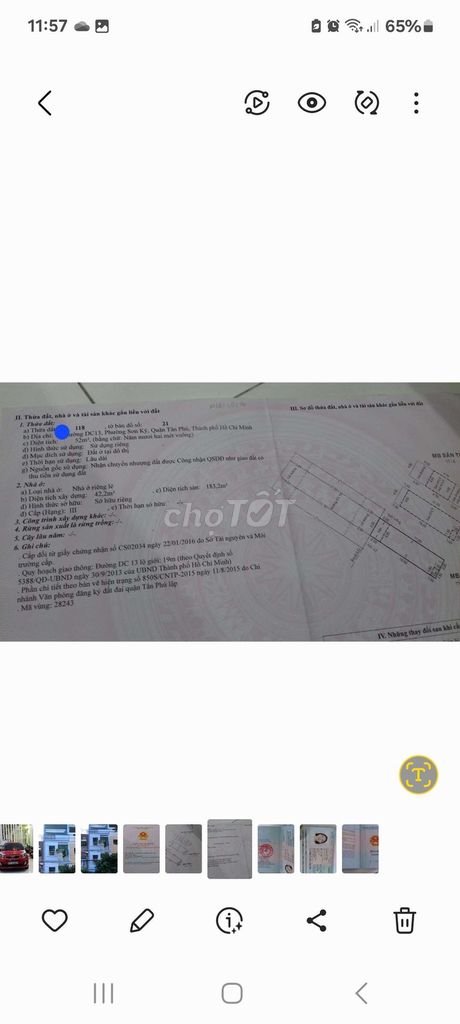 11:57
65%
II. Thửa đất, nhà ở và tài sản khác gắn liền với đất
1. Thửa đất:
a) Thửa đất 118 , tờ bản đồ số: 21
b) Địa chỉ: Đường DC13, Phường Sơn Kỳ, Quận Tân Phú, Thành phố Hồ Chí Minh
c) Diện tích: 52m², (bằng chữ: Năm mươi hai mét vuông)
d) Hình thức sử dụng: Sử dụng riêng
đ) Mục đích sử dụng: Đất ở tại đô thị
e) Thời hạn sử dụng: Lâu dài
g) Nguồn gốc sử dụng: Nhận chuyển nhượng đất được Công nhận QSDĐ như giao đất có
thu tiền sử dụng đất
2. Nhà ở:
a) Loại nhà ở: Nhà ở riêng lẻ
b) Diện tích xây dựng: 42,2m² , c) Diện tích sàn: 183,2m²
d) Hình thức sở hữu: Sở hữu riêng
đ) Cấp (Hạng): III , e) Thời hạn sở hữu: -/-
3. Công trình xây dựng khác: -/-.
4. Rừng sản xuất là rừng trồng: -/-.
5. Cây lâu năm: -/-.
6. Ghi chú:
. Cấp đổi từ giấy chứng nhận số CS02034 ngày 22/01/2016 do Sở Tài nguyên và Môi
trường cấp.
. Quy hoạch giao thông: Đường DC 13 lộ giới: 19m (theo Quyết định số
5388/QĐ-UBND ngày 30/9/2013 của UBND Thành phố Hồ Chí Minh)
. Phần chi tiết theo bản vẽ hiện trạng số 8508/CNTP-2015 ngày 11/8/2015 do Chi
nhánh Văn phòng đăng ký đất đai quận Tân Phú lập
. Mã vùng: 28243
III. Sơ đồ thửa đất, nhà ở và tài sản khác gắn liền với đất
IV. Những thay đổi sau khi
choTỐT
T